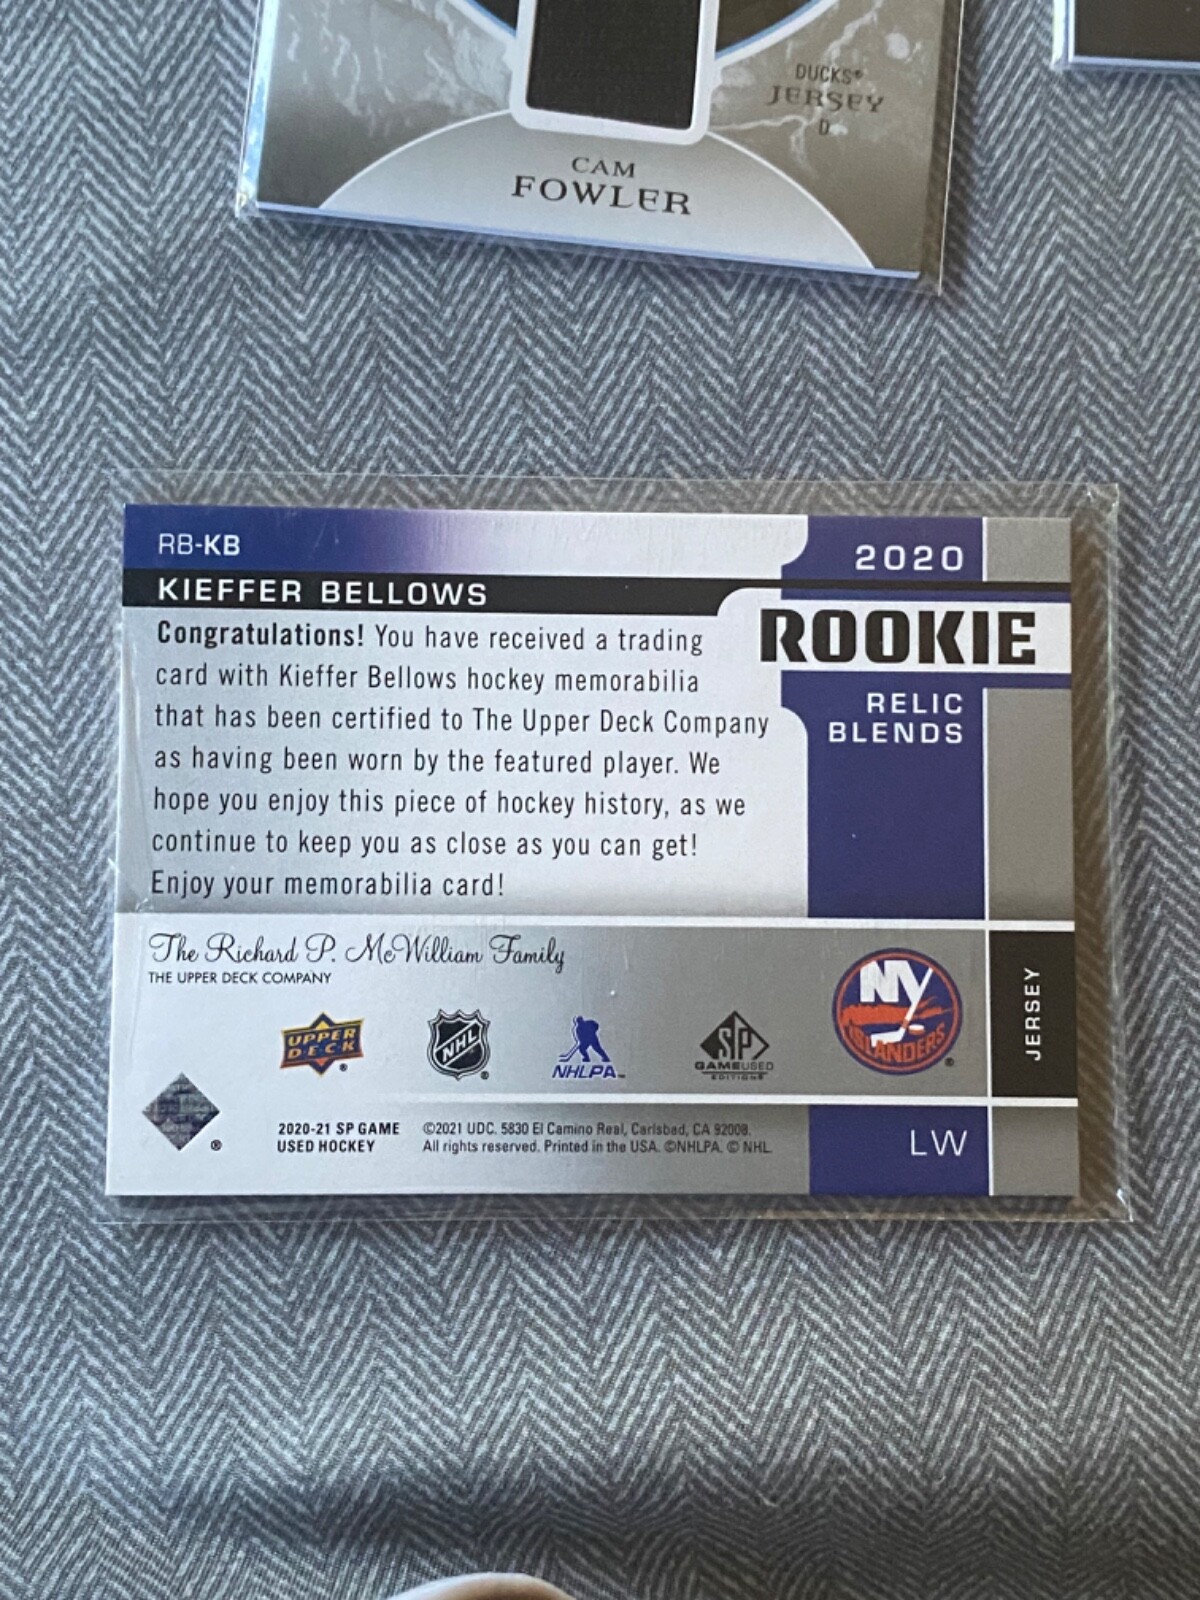 DUCKS®
JERSEY
D
CAM
FOWLER
RB-KB
KIEFFER BELLOWS
2020
ROOKIE
RELIC
BLENDS
Congratulations! You have received a trading
card with Kieffer Bellows hockey memorabilia
that has been certified to The Upper Deck Company
as having been worn by the featured player. We
hope you enjoy this piece of hockey history, as we
continue to keep you as close as you can get!
Enjoy your memorabilia card!
The Richard P. McWilliam Family
THE UPPER DECK COMPANY
UPPER
DECK
®
NHL
®
NHLPA™
SP
GAMEUSED
EDITIONS
NY
ISLANDERS
®
JERSEY
®
2020-21 SP GAME
USED HOCKEY
©2021 UDC. 5830 El Camino Real, Carlsbad, CA 92008.
All rights reserved. Printed in the USA. ©NHLPA. © NHL.
LW